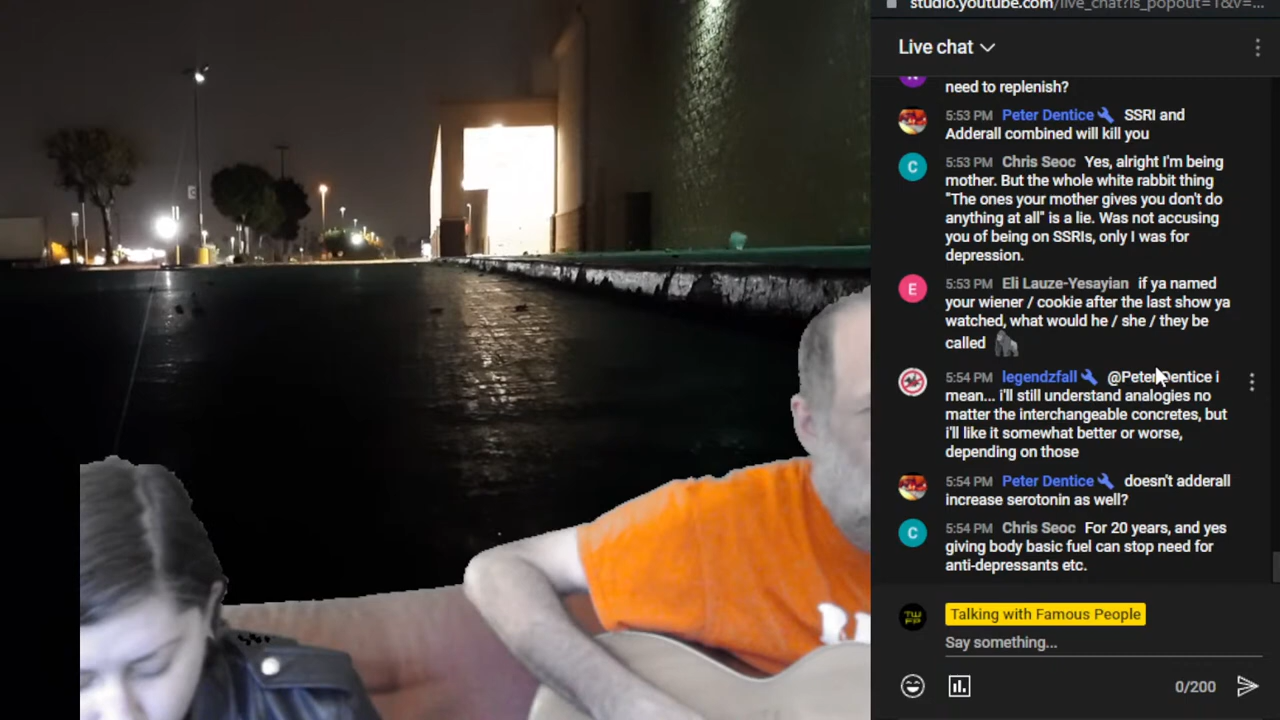 studio.youtube.com/live_chat?is_popout=1&v=...
Live chat
need to replenish?
5:53 PM Peter Dentice SSRI and
Adderall combined will kill you
5:53 PM Chris Seoc Yes, alright I'm being
mother. But the whole white rabbit thing
"The ones your mother gives you don't do
anything at all" is a lie. Was not accusing
you of being on SSRIs, only I was for
depression.
5:53 PM Eli Lauze-Yesayian if ya named
your wiener / cookie after the last show ya
watched, what would he / she / they be
called
5:54 PM legendzfall @PeterDentice i
mean... i'll still understand analogies no
matter the interchangeable concretes, but
i'll like it somewhat better or worse,
depending on those
5:54 PM Peter Dentice doesn't adderall
increase serotonin as well?
C 5:54 PM Chris Seoc For 20 years, and yes
giving body basic fuel can stop need for
anti-depressants etc.
TWFP
Talking with Famous People
Say something...
0/200